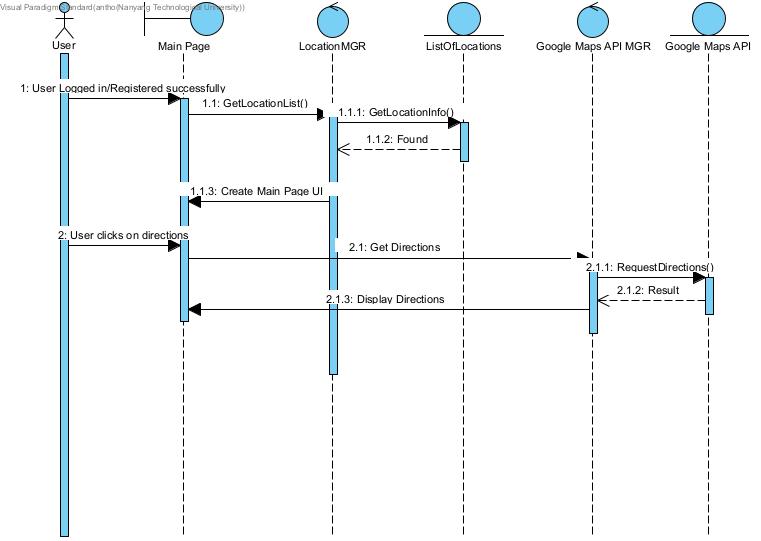 Visual Paradigm Standard(antho(Nanyang Technological University))
User
Main Page
LocationMGR
ListOfLocations
Google Maps API MGR
Google Maps API
1: User Logged in/Registered successfully
1.1: GetLocationList()
1.1.1: GetLocationInfo()
1.1.2: Found
1.1.3: Create Main Page UI
2: User clicks on directions
2.1: Get Directions
2.1.1: RequestDirections()
2.1.2: Result
2.1.3: Display Directions